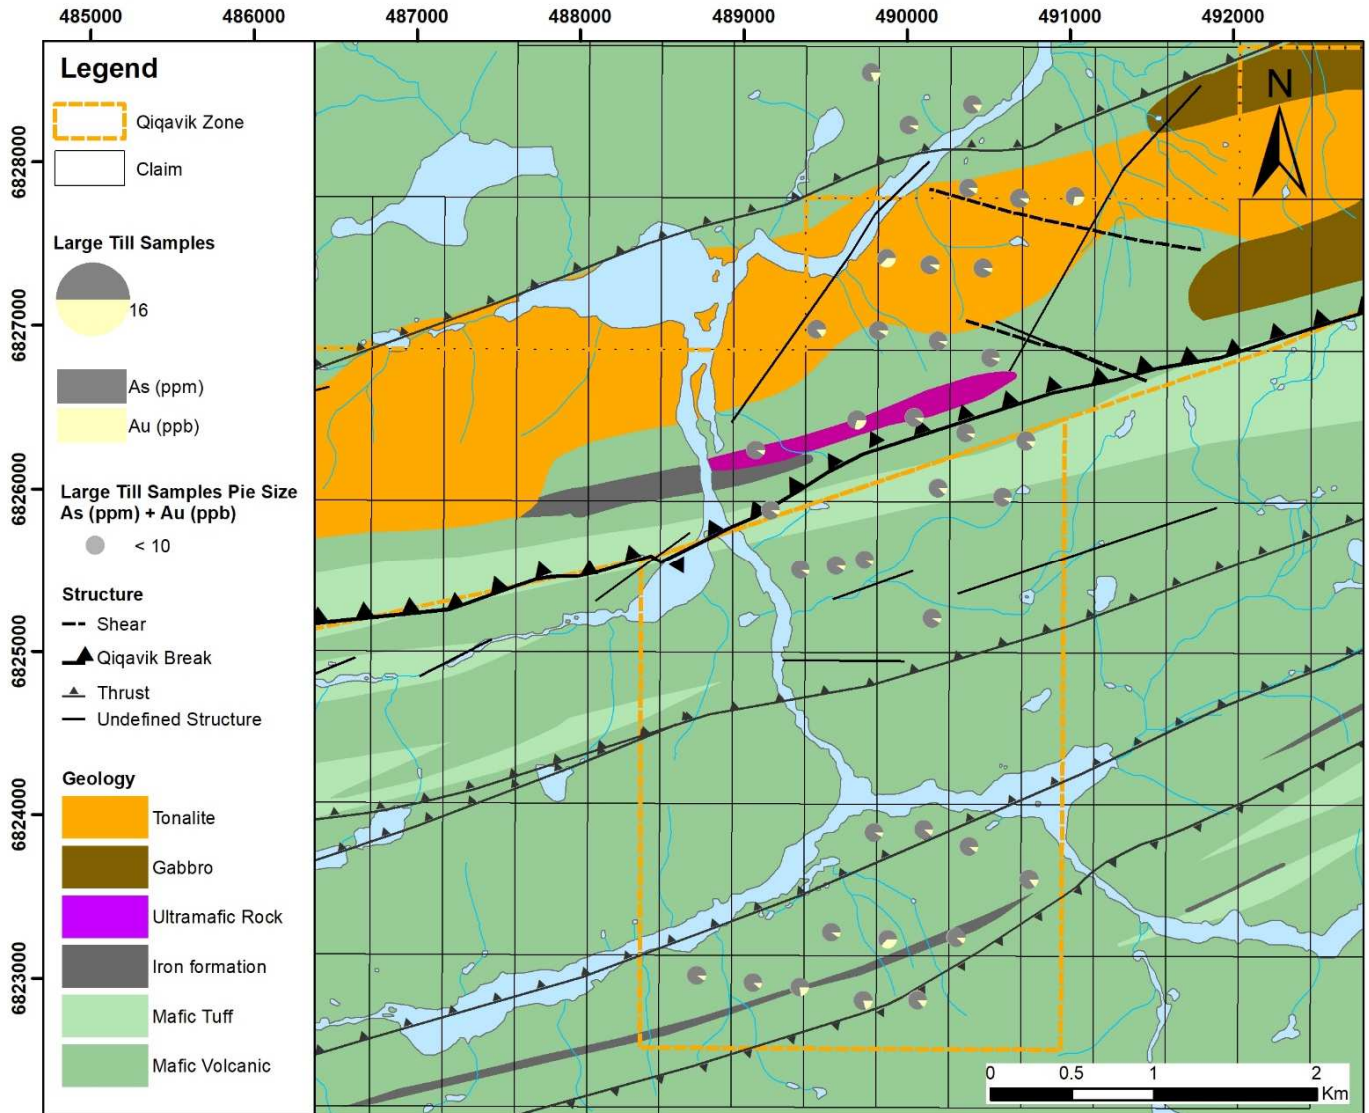 485000 486000 487000 488000 489000 490000 491000 492000
Legend
Qiqavik Zone
Claim
Large Till Samples
16
As (ppm)
Au (ppb)
Large Till Samples Pie Size
As (ppm) + Au (ppb)
< 10
Structure
Shear
Qiqavik Break
Thrust
Undefined Structure
Geology
Tonalite
Gabbro
Ultramafic Rock
Iron formation
Mafic Tuff
Mafic Volcanic
6828000
6827000
6826000
6825000
6824000
6823000
N
0 0.5 1 2
Km